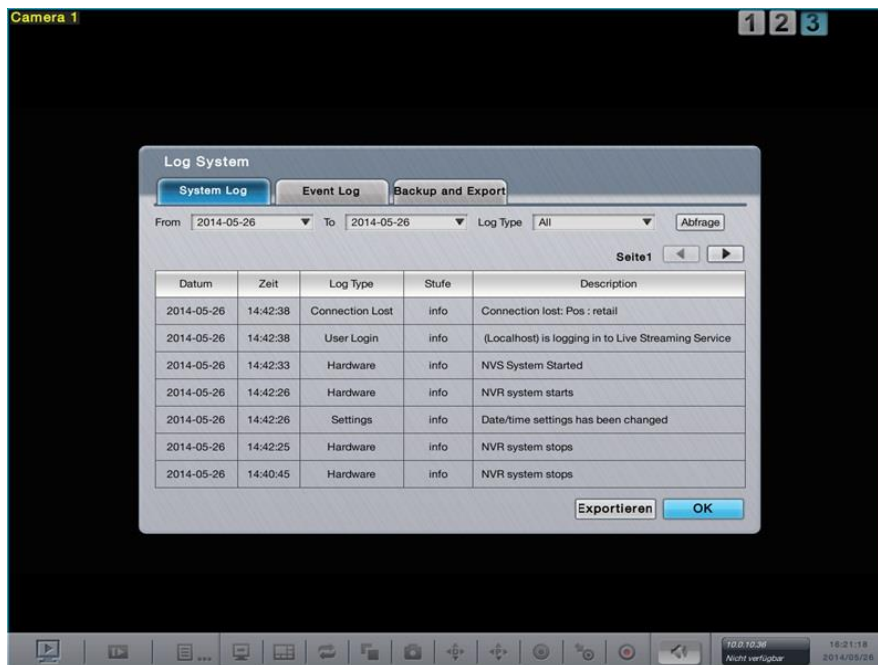 Camera 1
1 2 3
Log System
System Log Event Log Backup and Export
From 2014-05-26 To 2014-05-26 Log Type All Abfrage
Seite1
Datum Zeit Log Type Stufe Description
2014-05-26 14:42:38 Connection Lost info Connection lost: Pos : retail
2014-05-26 14:42:38 User Login info (Localhost) is logging in to Live Streaming Service
2014-05-26 14:42:33 Hardware info NVS System Started
2014-05-26 14:42:26 Hardware info NVR system starts
2014-05-26 14:42:26 Settings info Date/time settings has been changed
2014-05-26 14:42:25 Hardware info NVR system stops
2014-05-26 14:40:45 Hardware info NVR system stops
Exportieren OK
10.0.10.36 16:21:18
Nicht verfügbar 2014/05/26